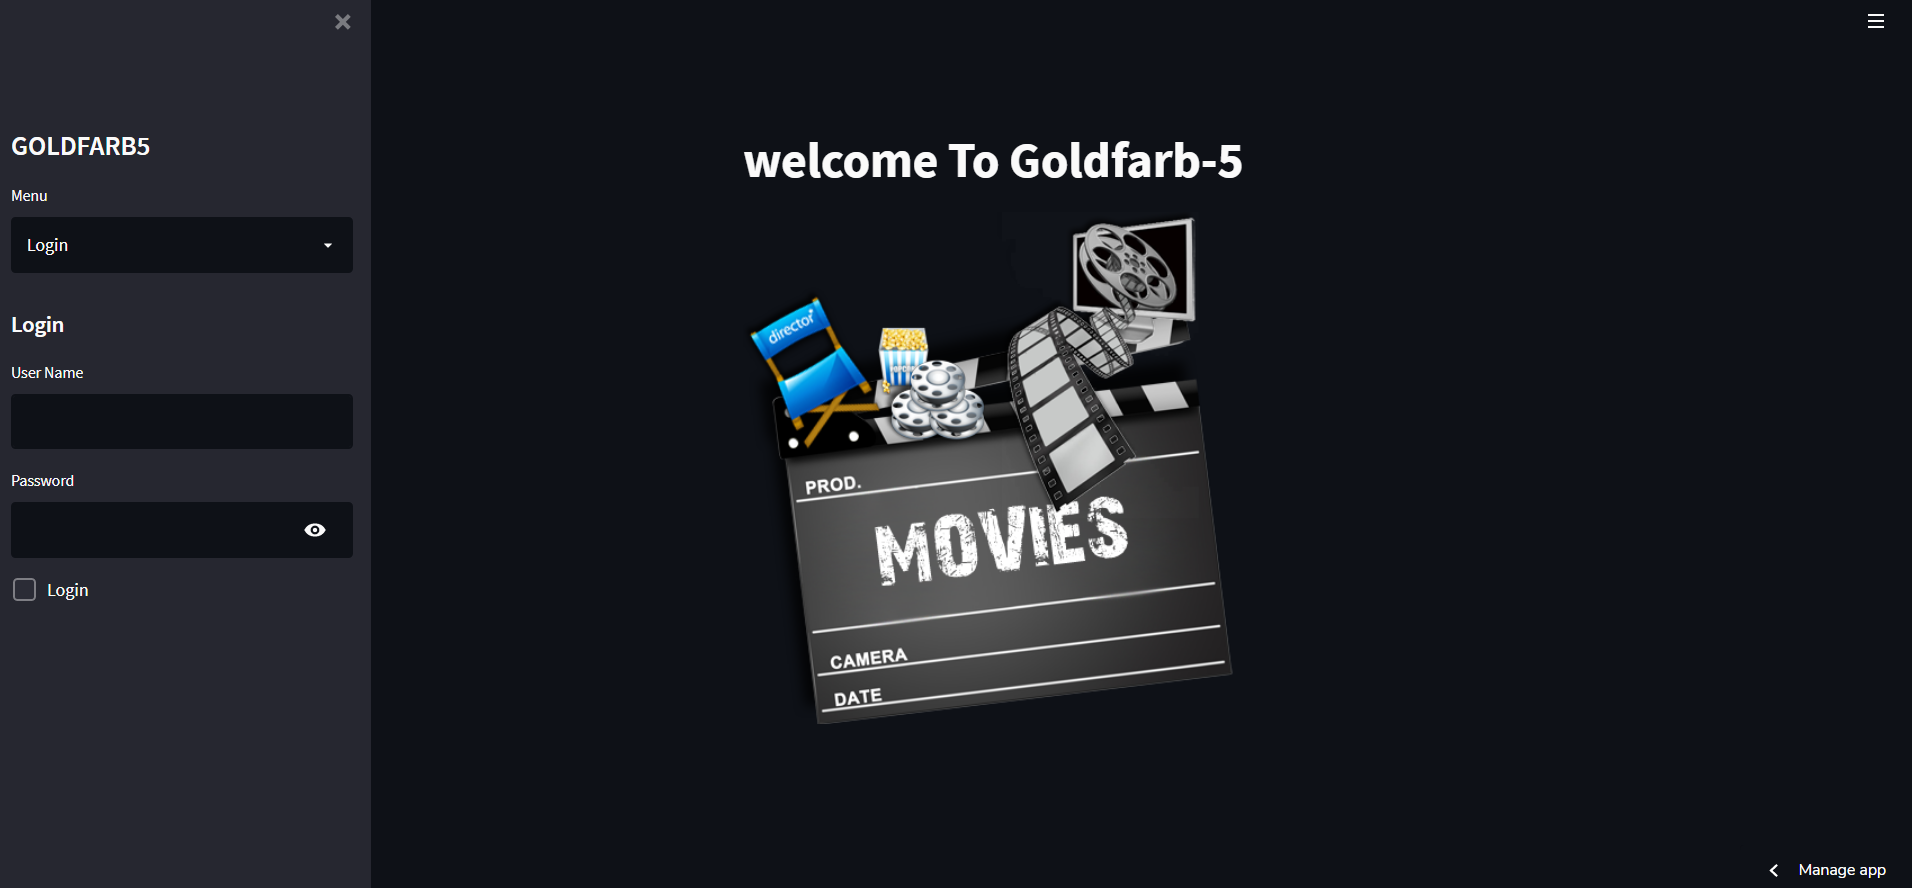 GOLDFARB5
Menu
Login
Login
User Name
Password
Login
welcome To Goldfarb-5
director
POPCORN
PROD.
MOVIES
CAMERA
DATE
Manage app